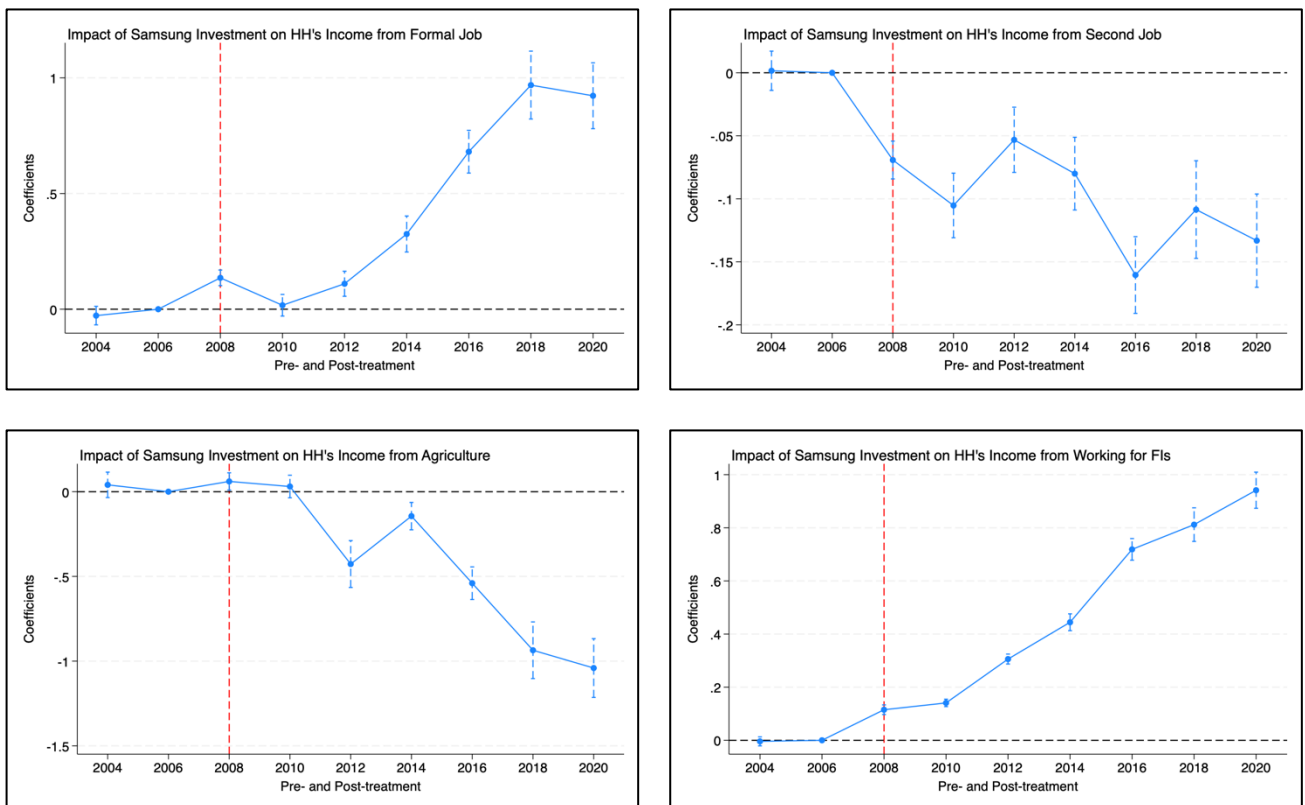 Impact of Samsung Investment on HH's Income from Formal Job
Coefficients
1
.5
0
2004 2006 2008 2010 2012 2014 2016 2018 2020
Pre- and Post-treatment
Impact of Samsung Investment on HH's Income from Second Job
Coefficients
0
-.05
-.1
-.15
-.2
2004 2006 2008 2010 2012 2014 2016 2018 2020
Pre- and Post-treatment
Impact of Samsung Investment on HH's Income from Agriculture
Coefficients
0
-.5
-1
-1.5
2004 2006 2008 2010 2012 2014 2016 2018 2020
Pre- and Post-treatment
Impact of Samsung Investment on HH's Income from Working for FIs
Coefficients
1
.8
.6
.4
.2
0
2004 2006 2008 2010 2012 2014 2016 2018 2020
Pre- and Post-treatment